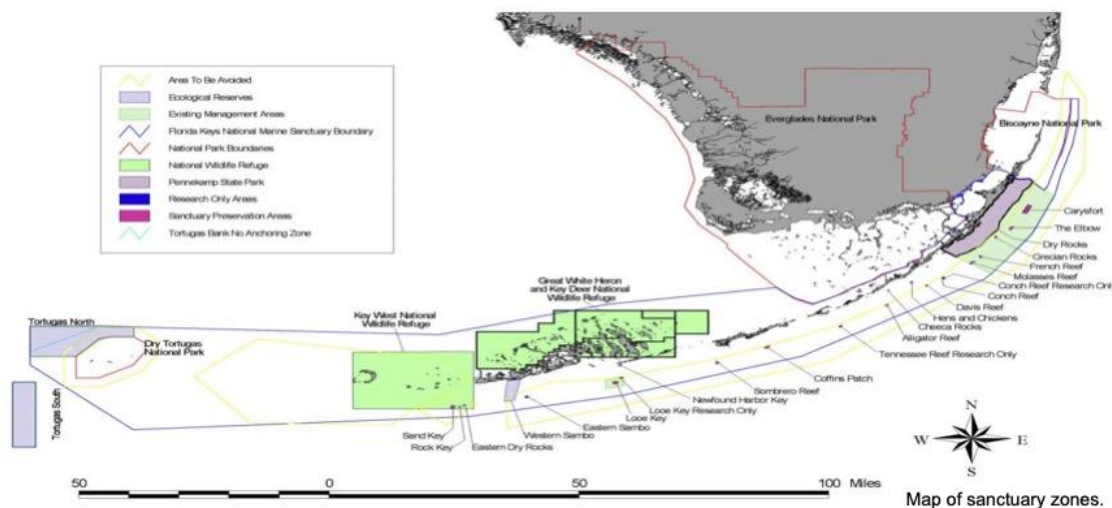 Area To Be Avoided
Ecological Reserves
Existing Management Areas
Florida Keys National Marine Sanctuary Boundary
National Park Boundaries
National Wildlife Refuge
Pennekamp State Park
Research Only Areas
Sanctuary Preservation Areas
Tortugas Bank No Anchoring Zone
Everglades National Park
Biscayne National Park
Carysfort
The Elbow
Dry Rocks
Grecian Rocks
French Reef
Molasses Reef
Conch Reef Research Only
Conch Reef
Davis Reef
Hens and Chickens
Cheeca Rocks
Alligator Reef
Tennessee Reef Research Only
Coffins Patch
Sombrero Reef
Great White Heron
and Key Deer National
Wildlife Refuge
Key West National
Wildlife Refuge
Tortugas North
Dry Tortugas
National Park
Tortugas South
Newfound Harbor Key
Looe Key Research Only
Looe Key
Eastern Sambo
Western Sambo
Sand Key
Rock Key
Eastern Dry Rocks
N
W E
S
50 0 50 100 Miles
Map of sanctuary zones.